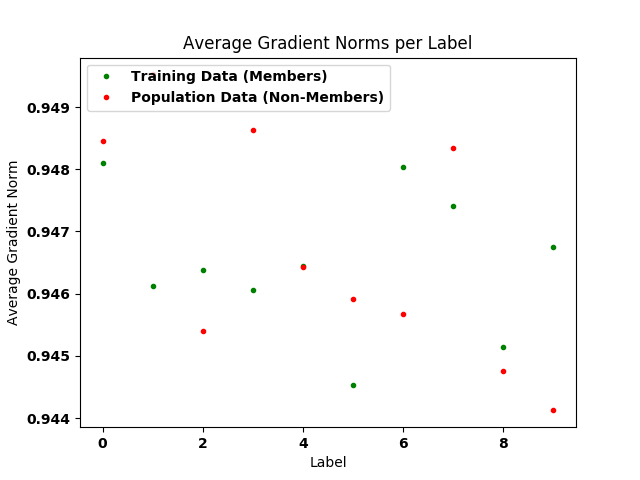 Average Gradient Norms per Label
Training Data (Members)
Population Data (Non-Members)
Average Gradient Norm
0.949
0.948
0.947
0.946
0.945
0.944
0 2 4 6 8
Label